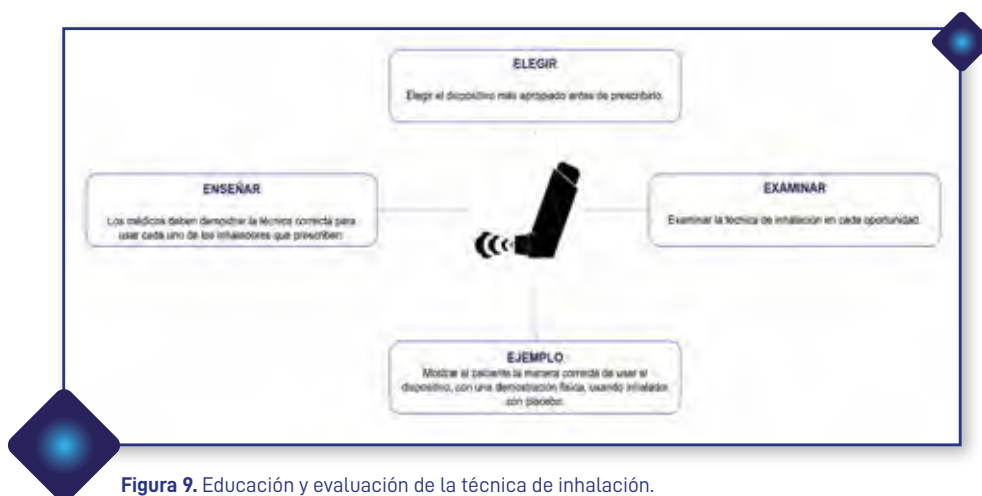 ELEGIR
Elegir el dispositivo más apropiado antes de prescribirlo.
ENSEÑAR
Los médicos deben demostrar la técnica correcta para
usar cada uno de los inhaladores que prescriben.
EXAMINAR
Examinar la técnica de inhalación en cada oportunidad.
EJEMPLO
Mostrar al paciente la manera correcta de usar el
dispositivo, con una demostración física, usando inhalador
con placebo.
Figura 9. Educación y evaluación de la técnica de inhalación.